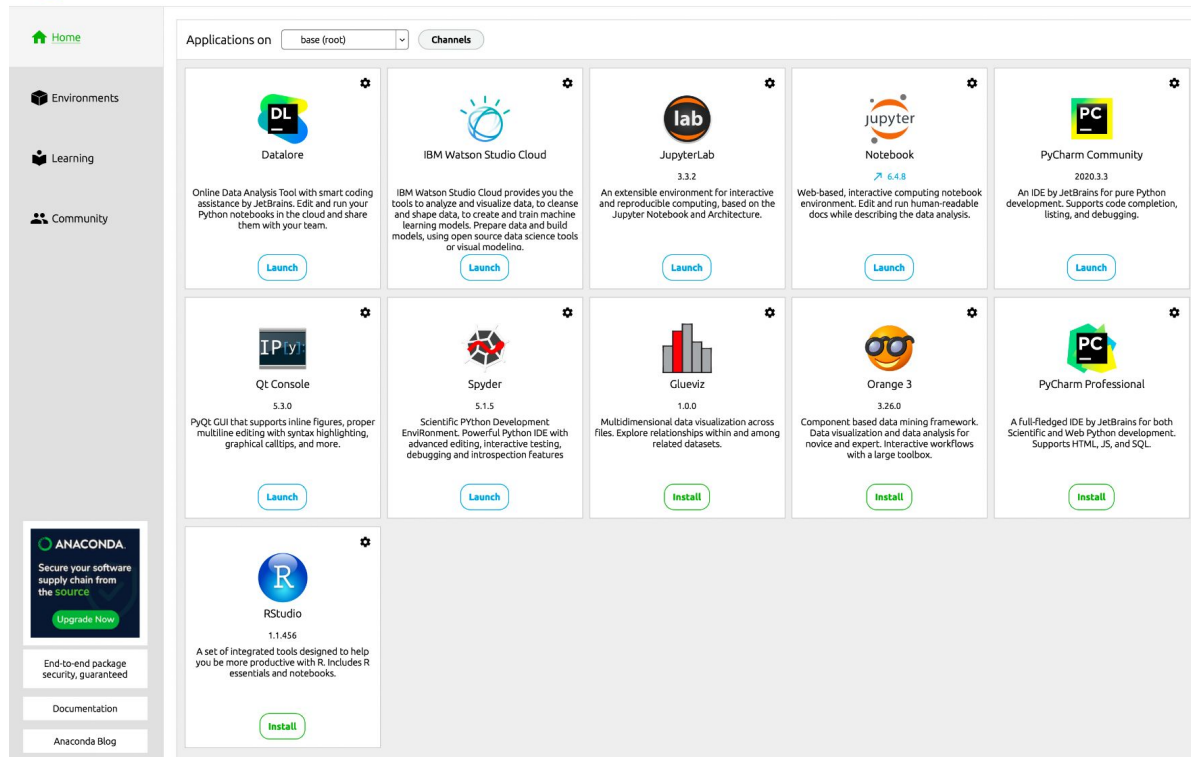 Home
Environments
Learning
Community
ANACONDA.
Secure your software
supply chain from
the source
Upgrade Now
End-to-end package
security, guaranteed
Documentation
Anaconda Blog
Applications on base (root) Channels
DL
Datalore
Online Data Analysis Tool with smart coding
assistance by JetBrains. Edit and run your
Python notebooks in the cloud and share
them with your team.
Launch
IBM Watson Studio Cloud
IBM Watson Studio Cloud provides you the
tools to analyze and visualize data, to cleanse
and shape data, to create and train machine
learning models. Prepare data and build
models, using open source data science tools
or visual modeling.
Launch
lab
JupyterLab
3.3.2
An extensible environment for interactive
and reproducible computing, based on the
Jupyter Notebook and Architecture.
Launch
jupyter
Notebook
6.4.8
Web-based, interactive computing notebook
environment. Edit and run human-readable
docs while describing the data analysis.
Launch
PC
PyCharm Community
2020.3.3
An IDE by JetBrains for pure Python
development. Supports code completion,
listing, and debugging.
Launch
IP[y]:
Qt Console
5.3.0
PyQt GUI that supports inline figures, proper
multiline editing with syntax highlighting,
graphical calltips, and more.
Launch
Spyder
5.1.5
Scientific PYthon Development
EnviRonment. Powerful Python IDE with
advanced editing, interactive testing,
debugging and introspection features
Launch
Glueviz
1.0.0
Multidimensional data visualization across
files. Explore relationships within and among
related datasets.
Install
Orange 3
3.26.0
Component based data mining framework.
Data visualization and data analysis for
novice and expert. Interactive workflows
with a large toolbox.
Install
PC
PyCharm Professional
A full-fledged IDE by JetBrains for both
Scientific and Web Python development.
Supports HTML, JS, and SQL.
Install
R
RStudio
1.1.456
A set of integrated tools designed to help
you be more productive with R. Includes R
essentials and notebooks.
Install